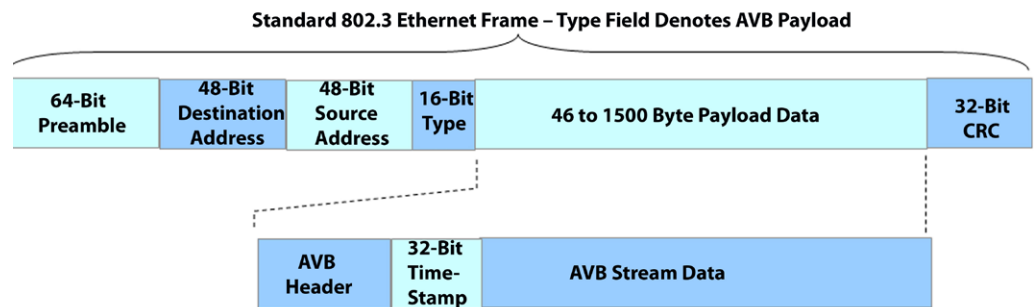 Standard 802.3 Ethernet Frame – Type Field Denotes AVB Payload
64-Bit
Preamble
48-Bit
Destination
Address
48-Bit
Source
Address
16-Bit
Type
46 to 1500 Byte Payload Data
32-Bit
CRC
AVB
Header
32-Bit
Time-
Stamp
AVB Stream Data